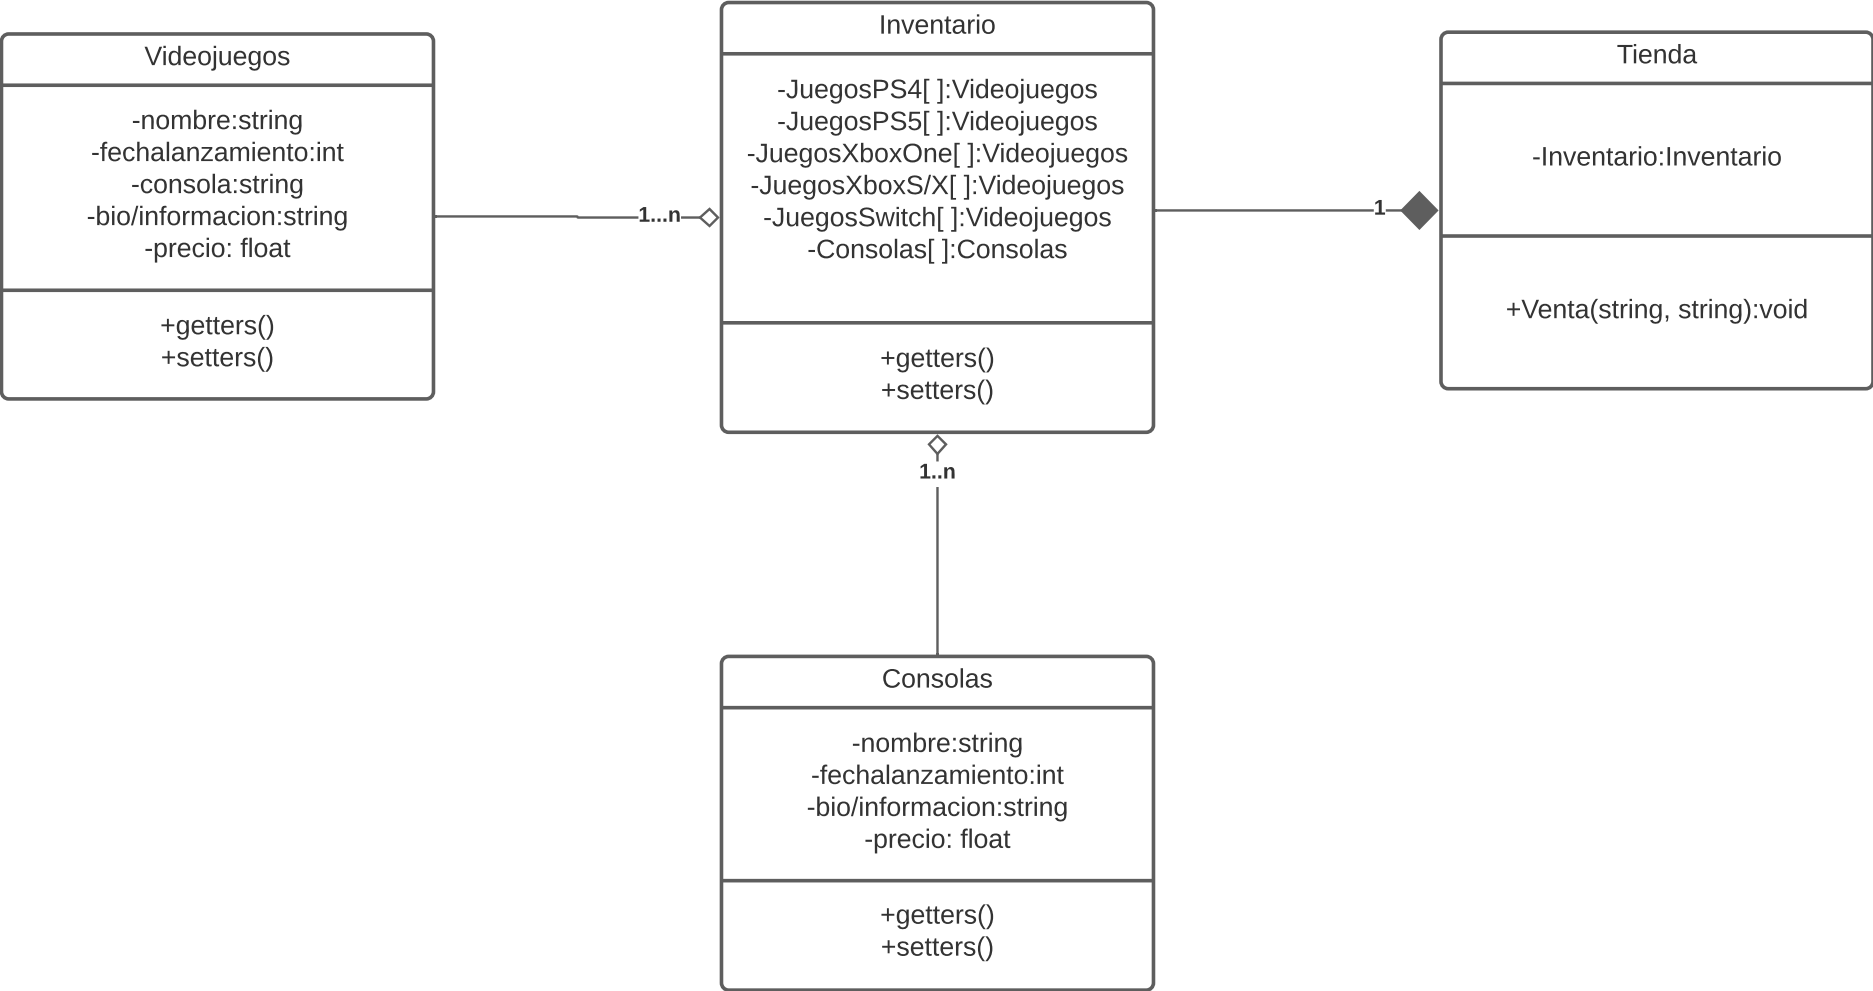 Videojuegos
-nombre:string
-fechalanzamiento:int
-consola:string
-bio/informacion:string
-precio: float
+getters()
+setters()
1...n
Inventario
-JuegosPS4[ ]:Videojuegos
-JuegosPS5[ ]:Videojuegos
-JuegosXboxOne[ ]:Videojuegos
-JuegosXboxS/X[ ]:Videojuegos
-JuegosSwitch[ ]:Videojuegos
-Consolas[ ]:Consolas
+getters()
+setters()
1
Tienda
-Inventario:Inventario
+Venta(string, string):void
1..n
Consolas
-nombre:string
-fechalanzamiento:int
-bio/informacion:string
-precio: float
+getters()
+setters()